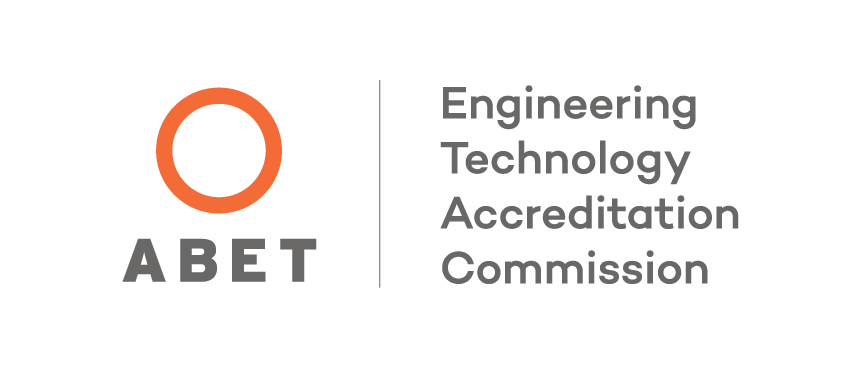 ABET
Engineering
Technology
Accreditation
Commission